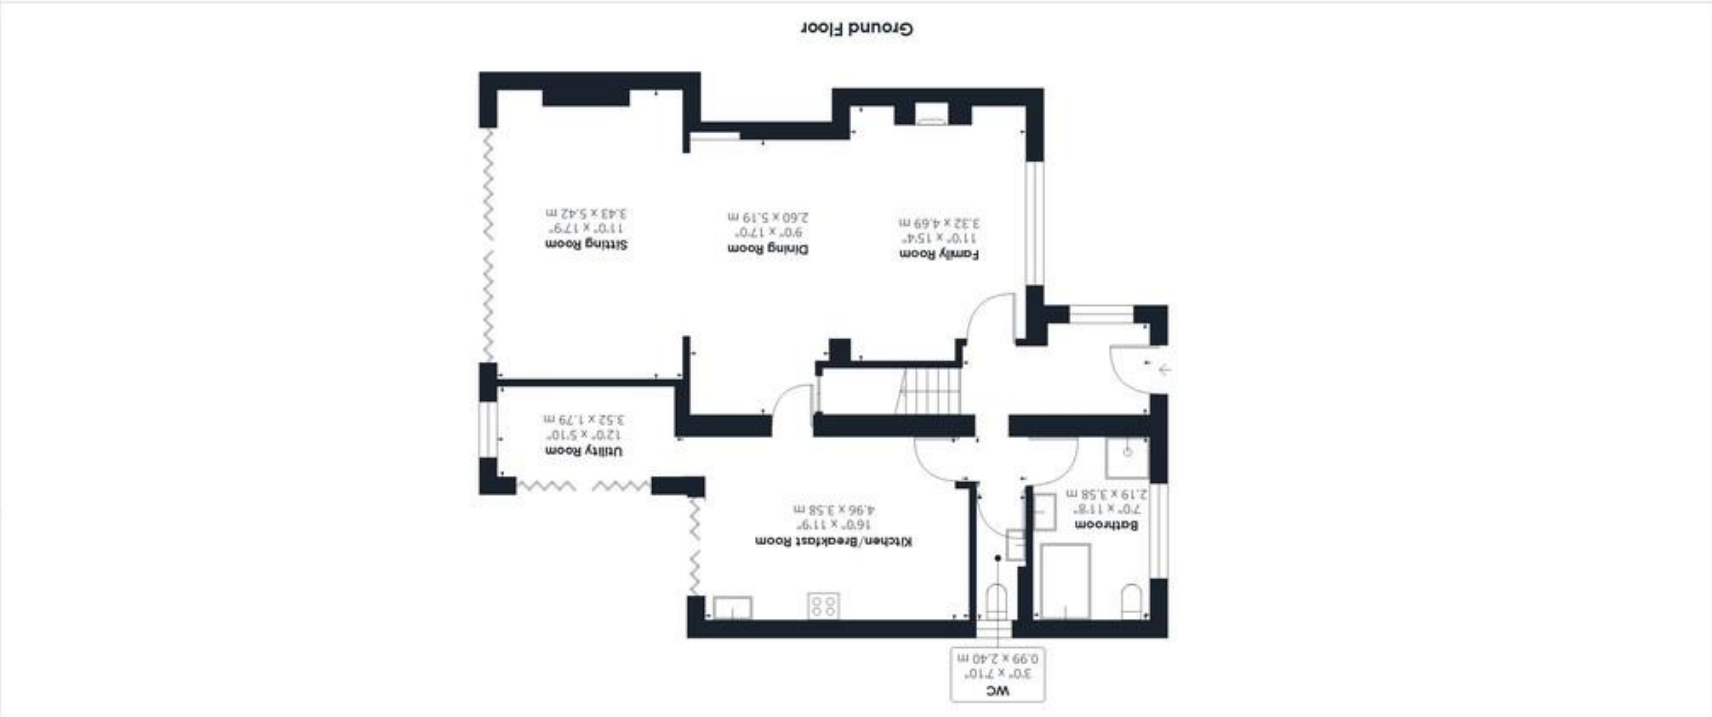 WC
3'0" x 7'10"
0.99 x 2.40 m
Bathroom
7'0" x 11'8"
2.19 x 3.58 m
Kitchen/Breakfast Room
16'0" x 11'9"
4.96 x 3.58 m
Utility Room
12'0" x 5'10"
3.52 x 1.79 m
Family Room
11'0" x 15'4"
3.32 x 4.69 m
Dining Room
9'0" x 17'0"
2.60 x 5.19 m
Sitting Room
11'0" x 17'9"
3.43 x 5.42 m
Ground Floor